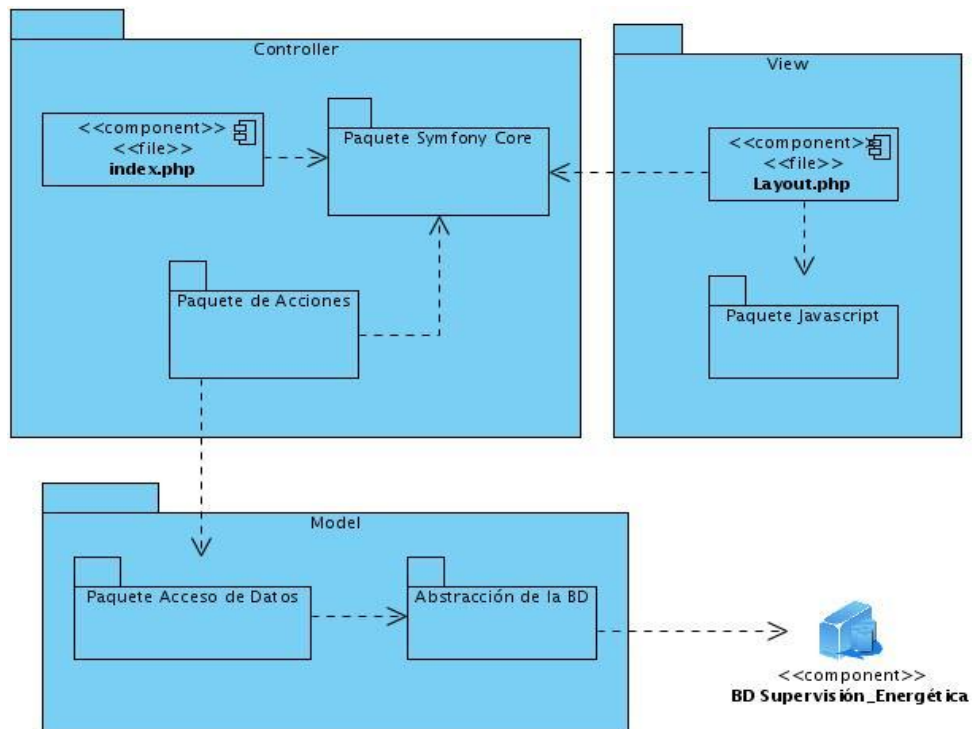 Controller
<<component>>
<<file>>
index.php
Paquete Symfony Core
Paquete de Acciones
View
<<component>>
<<file>>
Layout.php
Paquete Javascript
Model
Paquete Acceso de Datos
Abstracción de la BD
<<component>>
BD Supervisión_Energética